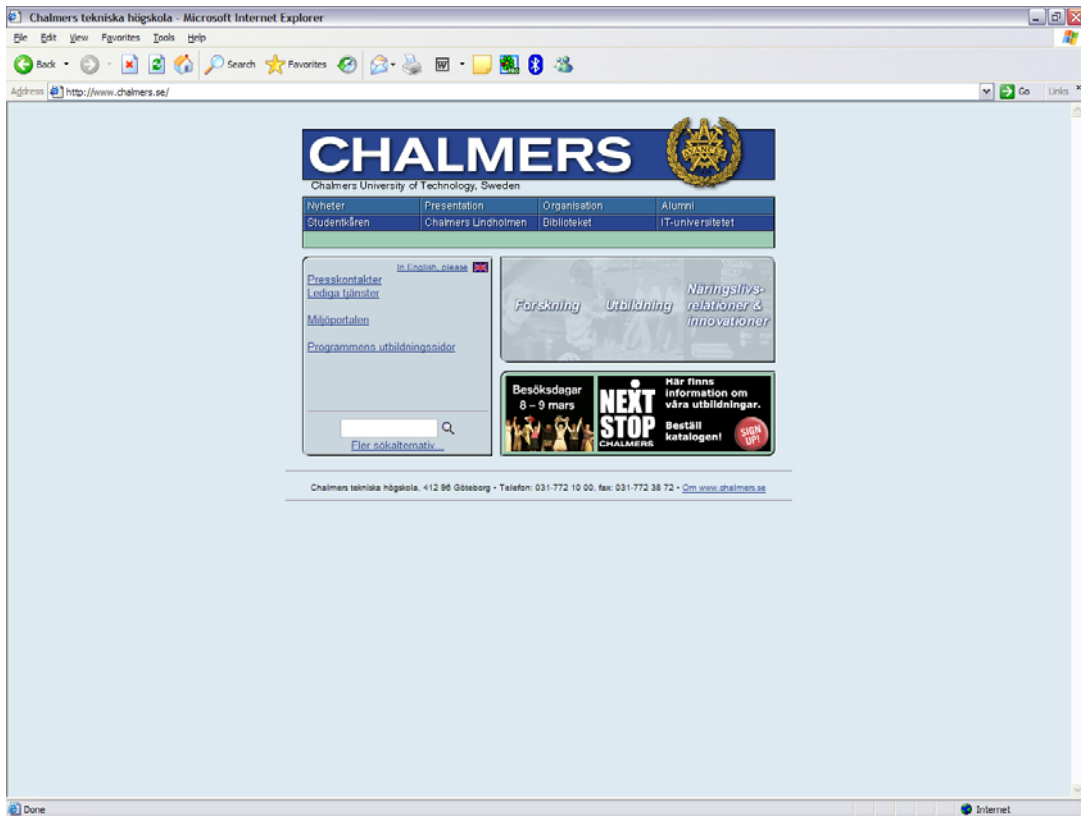 Chalmers tekniska högskola - Microsoft Internet Explorer
File Edit View Favorites Tools Help
Back Search Favorites W
Address http://www.chalmers.se/ Go Links
CHALMERS
AVANCEZ
Chalmers University of Technology, Sweden
Nyheter Presentation Organisation Alumni
Studentkåren Chalmers Lindholmen Biblioteket IT-universitetet
In English, please
Presskontakter
Lediga tjänster
Miljöportalen
Programmens utbildningssidor
Fler sökalternativ...
Forskning Utbildning Näringslivs-
relationer &
innovationer
Besöksdagar
8 – 9 mars
NEXT
STOP
CHALMERS
Här finns
information om
våra utbildningar.
Beställ
katalogen!
SIGN
UP!
Chalmers tekniska högskola, 412 96 Göteborg - Telefon: 031-772 10 00, fax: 031-772 38 72 - Om www.chalmers.se
Done Internet